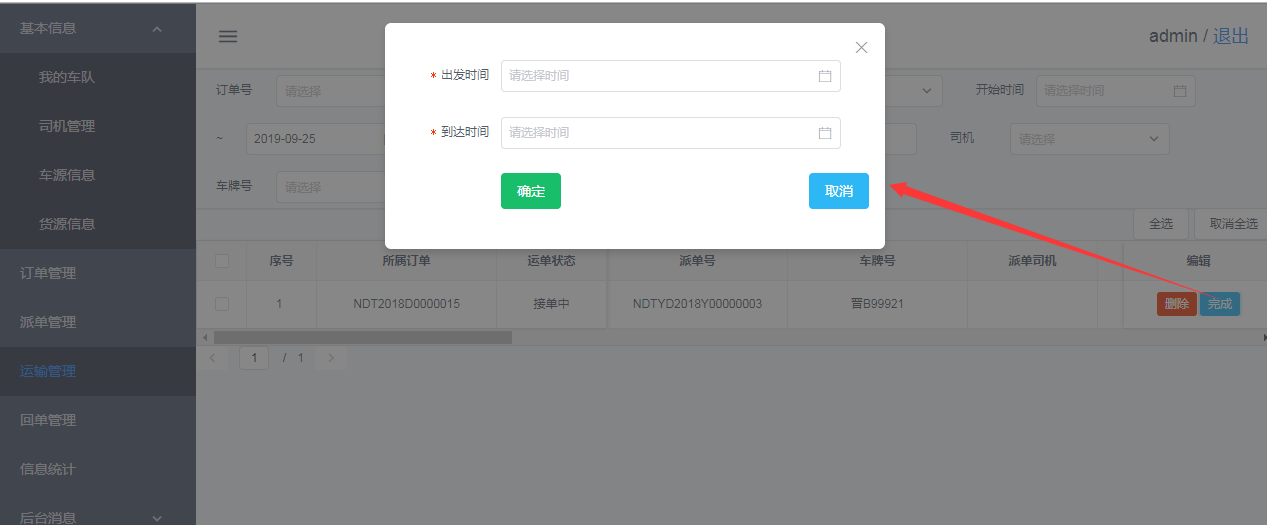 基本信息
我的车队
司机管理
车源信息
货源信息
订单管理
派单管理
运输管理
回单管理
信息统计
后台消息
admin / 退出
* 出发时间 请选择时间
* 到达时间 请选择时间
确定 取消
订单号 请选择 开始时间 请选择时间
~ 2019-09-25 司机 请选择
车牌号 请选择
全选 取消全选
序号 所属订单 运单状态 派单号 车牌号 派单司机 编辑
1 NDT2018D0000015 接单中 NDTYD2018Y00000003 晋B99921 删除 完成
1 / 1